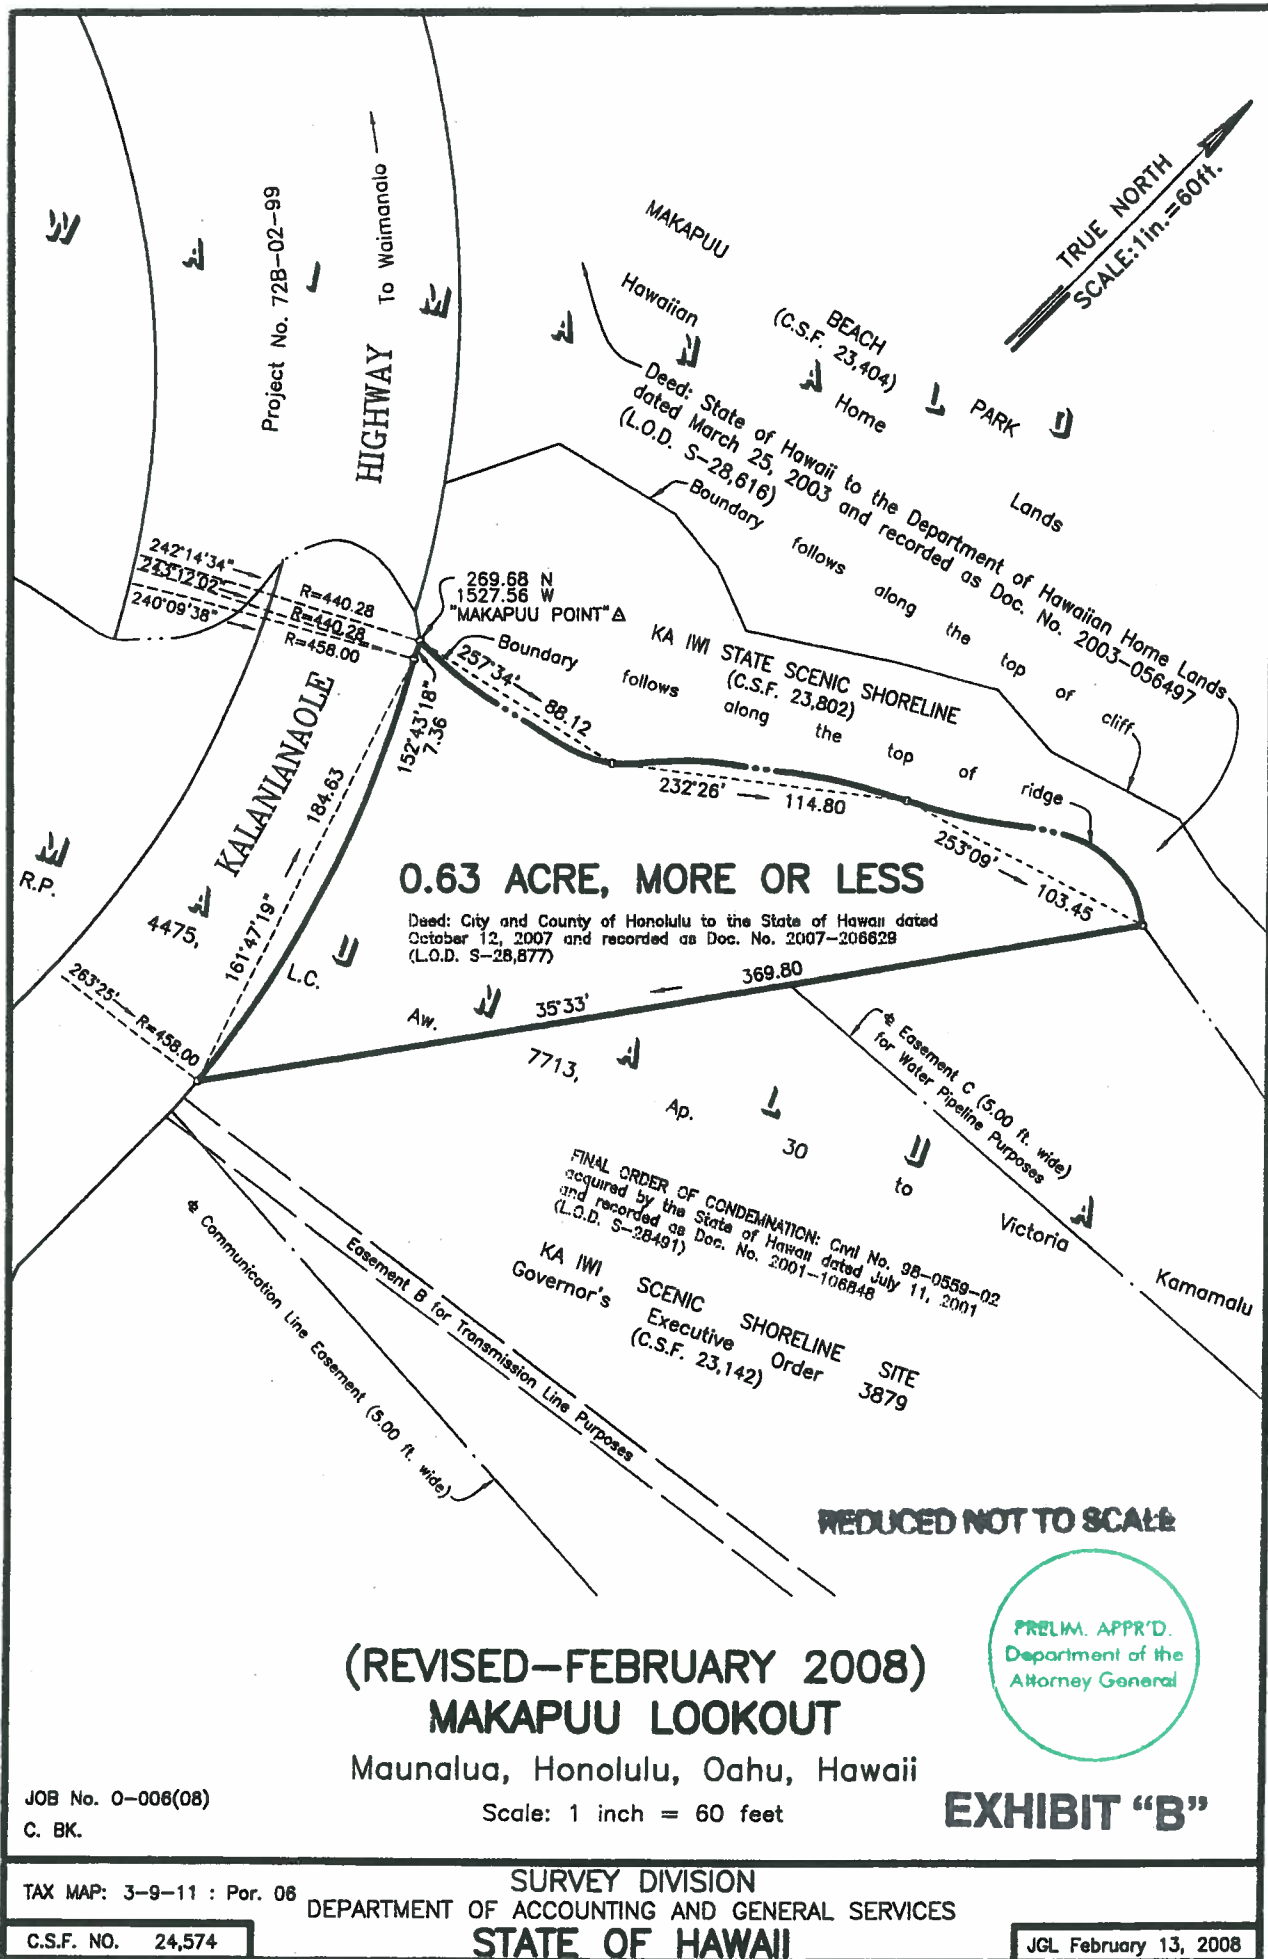 TRUE NORTH
SCALE: 1in.=60ft.
W A I M A N A L O
Project No. 72B-02-99
HIGHWAY
To Waimanalo
MAKAPUU
BEACH
PARK
(C.S.F. 23,404)
Hawaiian
Home
Lands
Deed: State of Hawaii to the Department of Hawaiian Home Lands
dated March 25, 2003 and recorded as Doc. No. 2003-056497
(L.O.D. S-28,616)
Boundary follows along the top of cliff
242°14'34"
R=440.28
243°12'02"
R=440.28
240°09'38"
R=458.00
269.68 N
1527.56 W
"MAKAPUU POINT" Δ
KA IWI STATE SCENIC SHORELINE
(C.S.F. 23,802)
Boundary follows along the top of ridge
257°34'
88.12
152°43'18"
7.36
232°26'
114.80
253°09'
103.45
KALANIANAOLE
184.63
161°47'19"
0.63 ACRE, MORE OR LESS
Deed: City and County of Honolulu to the State of Hawaii dated
October 12, 2007 and recorded as Doc. No. 2007-206629
(L.O.D. S-28,877)
M A U N A L U A
R.P.
4475,
L.C.
Aw.
7713,
Ap.
30
to
Victoria
Kamamalu
263°25'
R=458.00
35°33'
369.80
℄ Easement C (5.00 ft. wide)
for Water Pipeline Purposes
FINAL ORDER OF CONDEMNATION: Civil No. 98-0559-02
acquired by the State of Hawaii dated July 11, 2001
and recorded as Doc. No. 2001-106848
(L.O.D. S-28491)
KA IWI SCENIC SHORELINE SITE
Governor's Executive Order 3879
(C.S.F. 23,142)
Easement B for Transmission Line Purposes
℄ Communication Line Easement (5.00 ft. wide)
REDUCED NOT TO SCALE
PRELIM. APPR'D.
Department of the
Attorney General
(REVISED-FEBRUARY 2008)
MAKAPUU LOOKOUT
Maunalua, Honolulu, Oahu, Hawaii
Scale: 1 inch = 60 feet
JOB No. O-006(08)
C. BK.
EXHIBIT "B"
TAX MAP: 3-9-11 : Por. 06
SURVEY DIVISION
DEPARTMENT OF ACCOUNTING AND GENERAL SERVICES
STATE OF HAWAII
C.S.F. NO. 24,574
JGL February 13, 2008